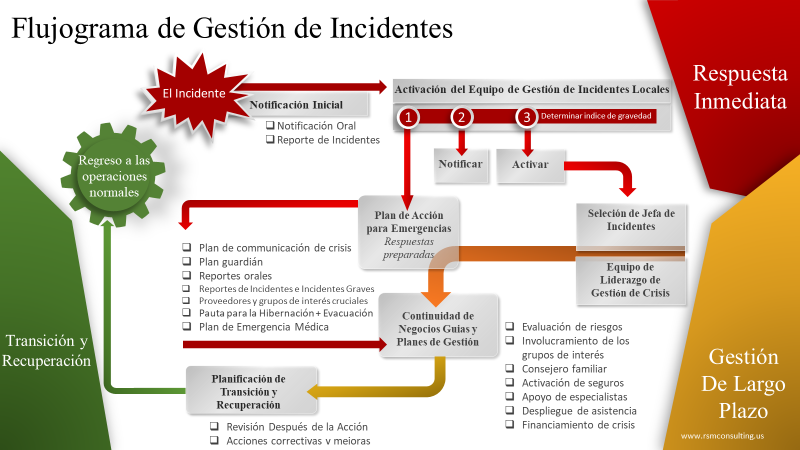 Flujograma de Gestión de Incidentes
El Incidente
Notificación Inicial
Notificación Oral
Reporte de Incidentes
Activación del Equipo de Gestión de Incidentes Locales
1
2
3
Determinar indice de gravedad
Notificar
Activar
Respuesta
Inmediata
Regreso a las
operaciones
normales
Plan de Acción
para Emergencias
Respuestas
preparadas
Seleción de Jefa de
Incidentes
Equipo de
Liderazgo de
Gestión de Crisis
Plan de communicación de crisis
Plan guardián
Reportes orales
Reportes de Incidentes e Incidentes Graves
Proveedores y grupos de interés cruciales
Pauta para la Hibernación + Evacuación
Plan de Emergencia Médica
Continuidad de
Negocios Guias y
Planes de Gestión
Evaluación de riesgos
Involucramiento de los
grupos de interés
Consejero familiar
Activación de seguros
Apoyo de especialistas
Despliegue de asistencia
Financiamiento de crisis
Transición y
Recuperación
Planificación de
Transición y
Recuperación
Revisión Después de la Acción
Acciones correctivas y mejoras
Gestión
De Largo
Plazo
www.rsmconsulting.us